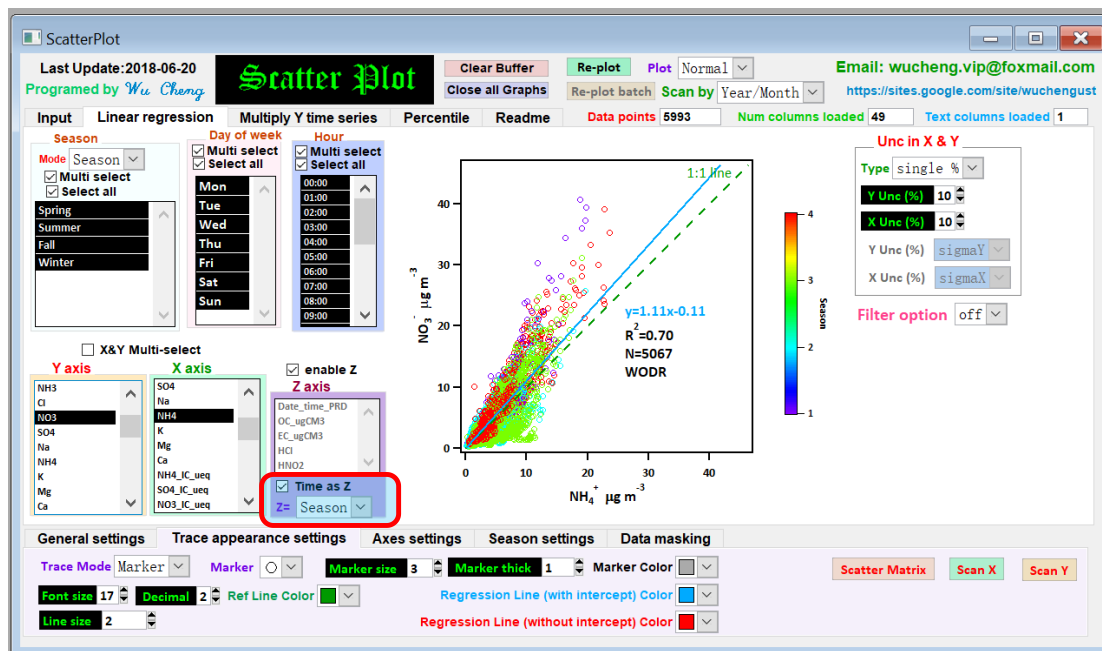 ScatterPlot
Last Update:2018-06-20
Programed by Wu Cheng
Scatter Plot
Clear Buffer
Close all Graphs
Re-plot
Plot Normal
Re-plot batch
Scan by Year/Month
Email: wucheng.vip@foxmail.com
https://sites.google.com/site/wuchengust
Input
Linear regression
Multiply Y time series
Percentile
Readme
Data points 5993
Num columns loaded 49
Text columns loaded 1
Season
Mode Season
Multi select
Select all
Spring
Summer
Fall
Winter
Day of week
Multi select
Select all
Mon
Tue
Wed
Thu
Fri
Sat
Sun
Hour
Multi select
Select all
00:00
01:00
02:00
03:00
04:00
05:00
06:00
07:00
08:00
09:00
X&Y Multi-select
Y axis
NH3
Cl
NO3
SO4
Na
NH4
K
Mg
Ca
X axis
SO4
Na
NH4
K
Mg
Ca
NH4_IC_ueq
SO4_IC_ueq
NO3_IC_ueq
enable Z
Z axis
Date_time_PRD
OC_ugCM3
EC_ugCM3
HCl
HNO2
Time as Z
Z= Season
NO3- µg m-3
40
30
20
10
0
1:1 line
y=1.11x-0.11
R2=0.70
N=5067
WODR
0 10 20 30 40
NH4+ µg m-3
4
3
2
1
Season
Unc in X & Y
Type single %
Y Unc (%) 10
X Unc (%) 10
Y Unc (%) sigmaY
X Unc (%) sigmaX
Filter option off
General settings
Trace appearance settings
Axes settings
Season settings
Data masking
Trace Mode Marker
Marker
Marker size 3
Marker thick 1
Marker Color
Font size 17
Decimal 2
Ref Line Color
Regression Line (with intercept) Color
Line size 2
Regression Line (without intercept) Color
Scatter Matrix
Scan X
Scan Y